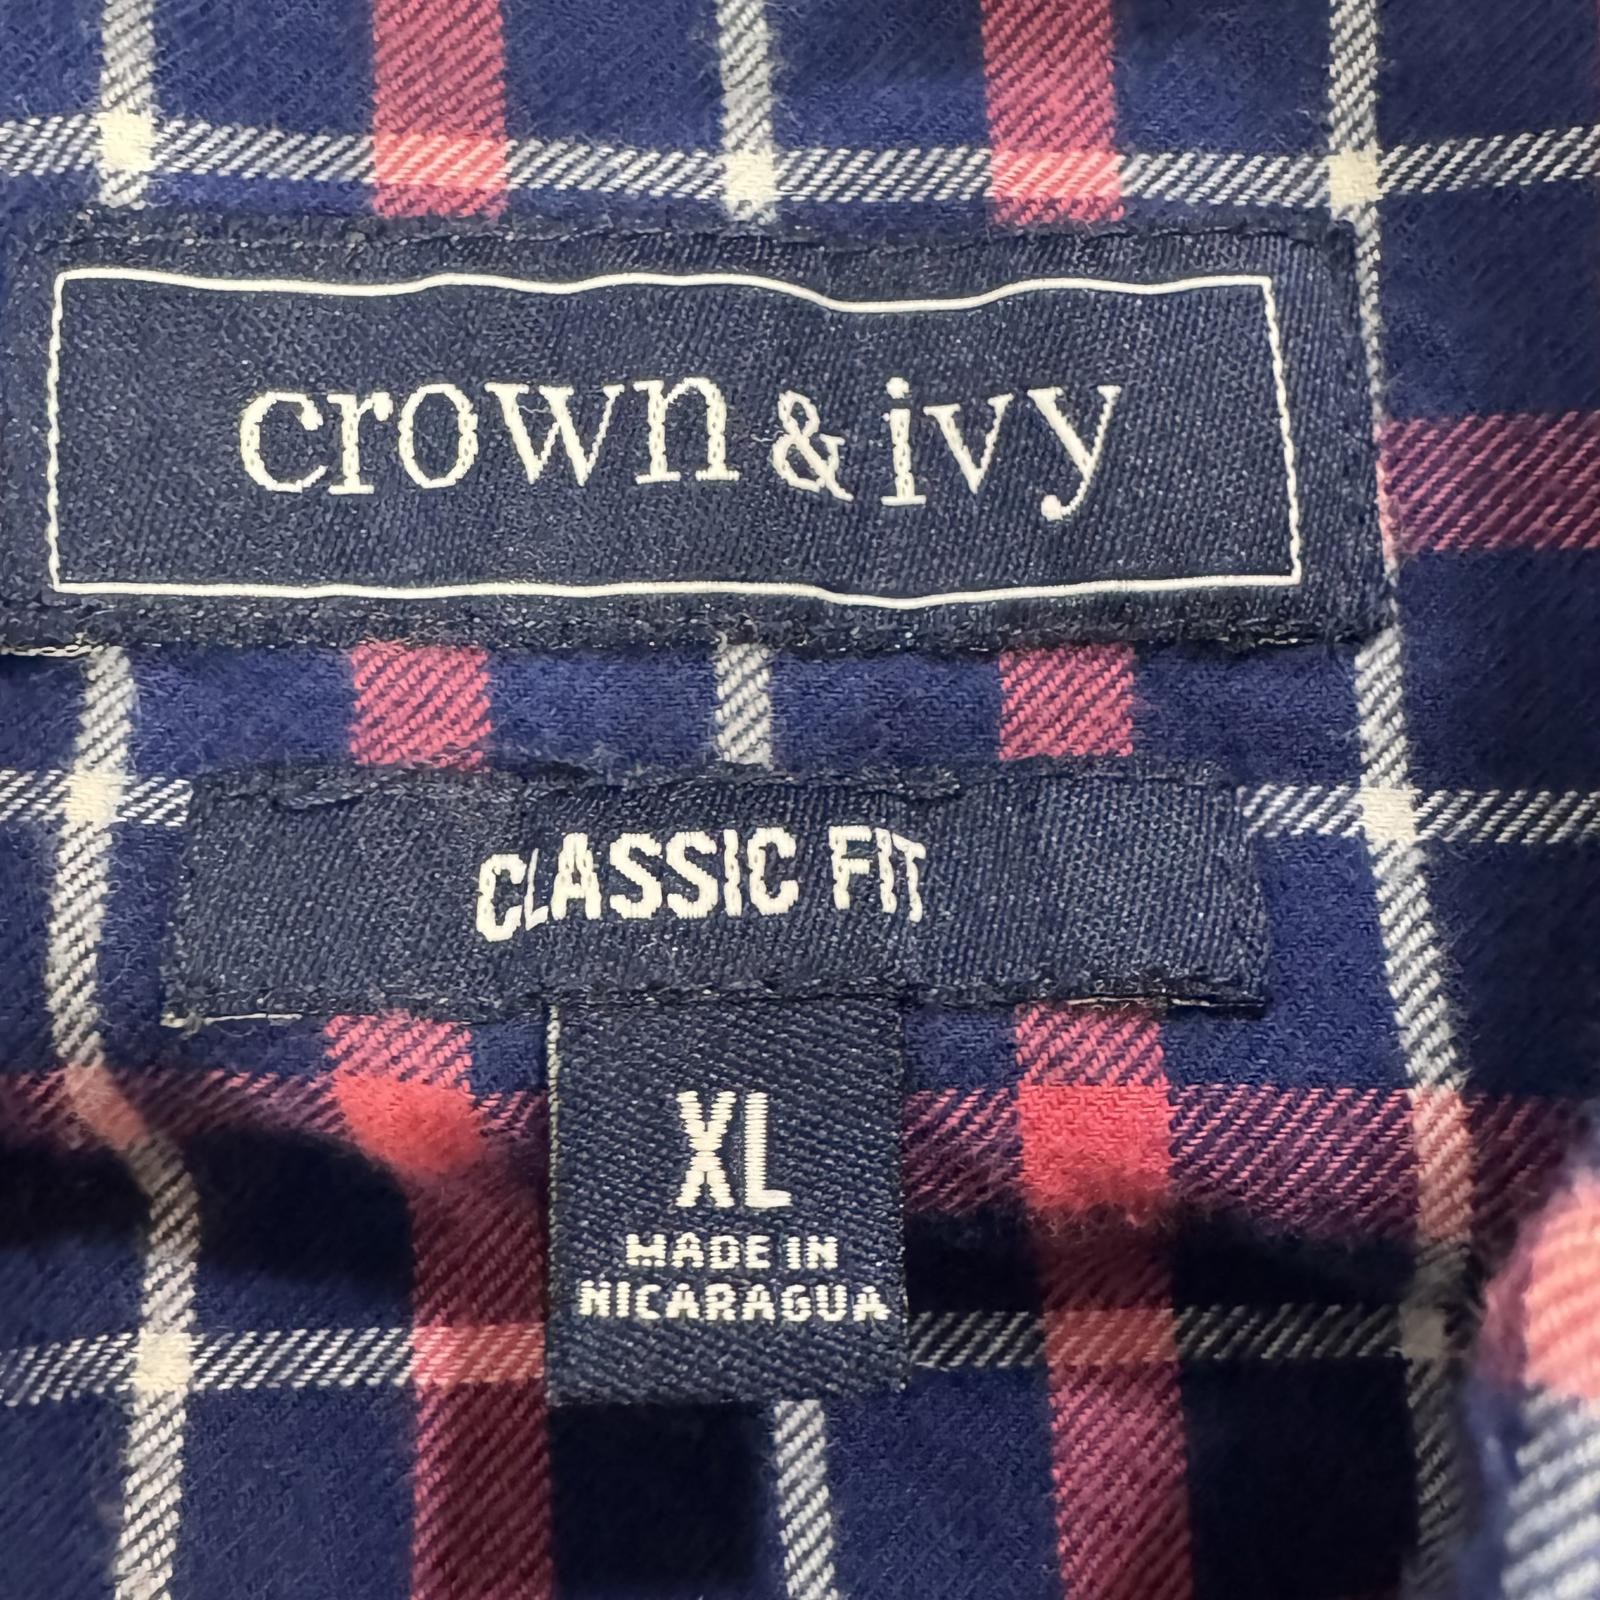 crown & ivy
CLASSIC FIT
XL
MADE IN
NICARAGUA